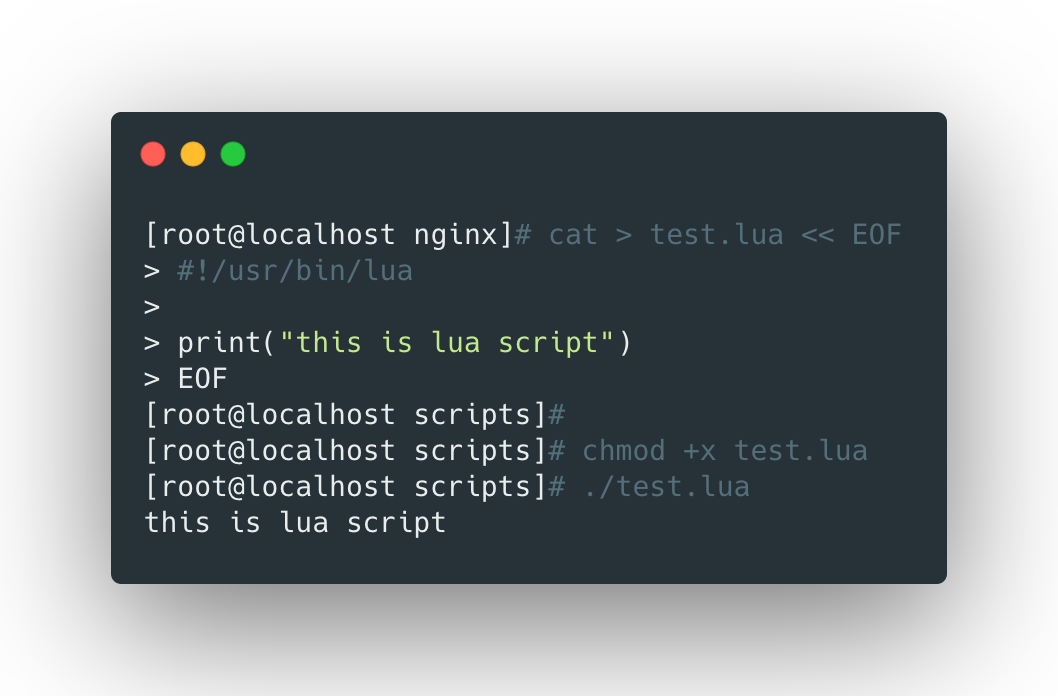 [root@localhost nginx]# cat > test.lua << EOF
> #!/usr/bin/lua
>
> print("this is lua script")
> EOF
[root@localhost scripts]#
[root@localhost scripts]# chmod +x test.lua
[root@localhost scripts]# ./test.lua
this is lua script